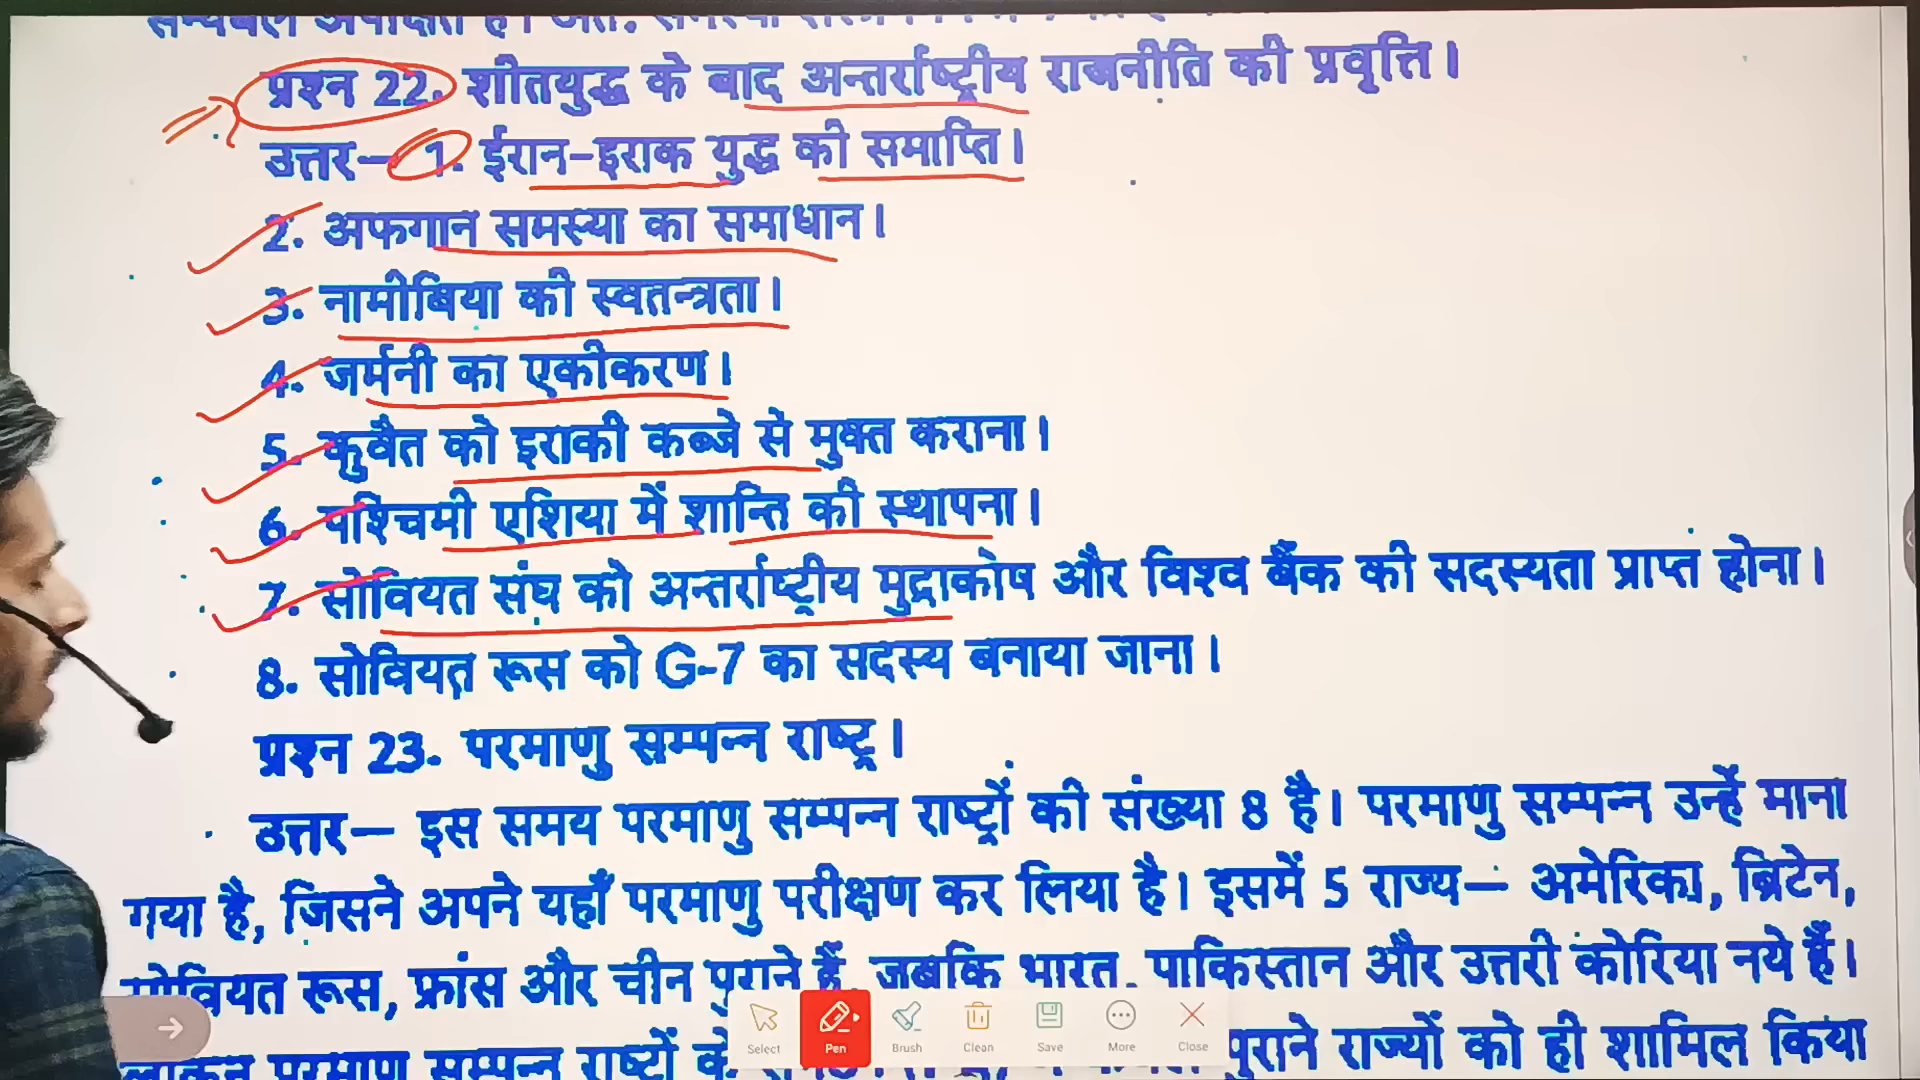 प्रश्न 22. शीतयुद्ध के बाद अन्तर्राष्ट्रीय राजनीति की प्रवृत्ति।
उत्तर— 1. ईरान-इराक युद्ध की समाप्ति।
2. अफगान समस्या का समाधान।
3. नामीबिया की स्वतन्त्रता।
4. जर्मनी का एकीकरण।
5. कुवैत को इराकी कब्जे से मुक्त कराना।
6. पश्चिमी एशिया में शान्ति की स्थापना।
7. सोवियत संघ को अन्तर्राष्ट्रीय मुद्राकोष और विश्व बैंक की सदस्यता प्राप्त होना।
8. सोवियत रूस को G-7 का सदस्य बनाया जाना।
प्रश्न 23. परमाणु सम्पन्न राष्ट्र।
उत्तर— इस समय परमाणु सम्पन्न राष्ट्रों की संख्या 8 है। परमाणु सम्पन्न उन्हें माना
गया है, जिसने अपने यहाँ परमाणु परीक्षण कर लिया है। इसमें 5 राज्य— अमेरिका, ब्रिटेन,
सोवियत रूस, फ्रांस और चीन पुराने हैं, जबकि भारत, पाकिस्तान और उत्तरी कोरिया नये हैं।
लेकिन परमाणु सम्पन्न राष्ट्रों पुराने राज्यों को ही शामिल किया
Select Pen Brush Clean Save More Close